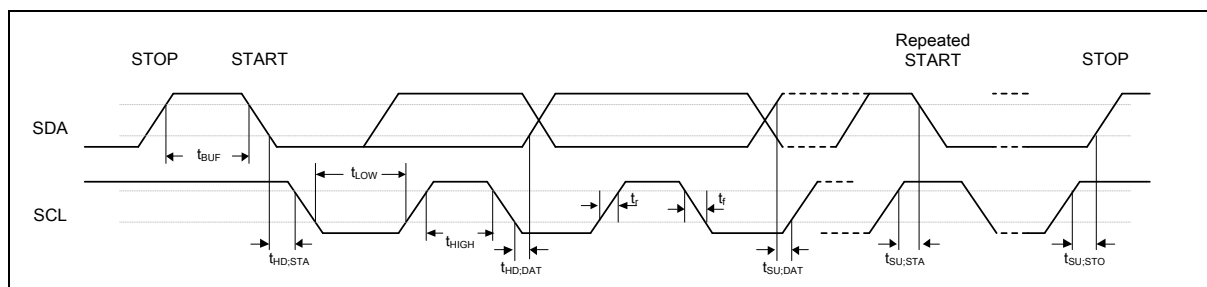 STOP
START
Repeated
START
STOP
SDA
tBUF
tLOW
SCL
tr
tf
tHIGH
tHD;STA
tHD;DAT
tSU;DAT
tSU;STA
tSU;STO